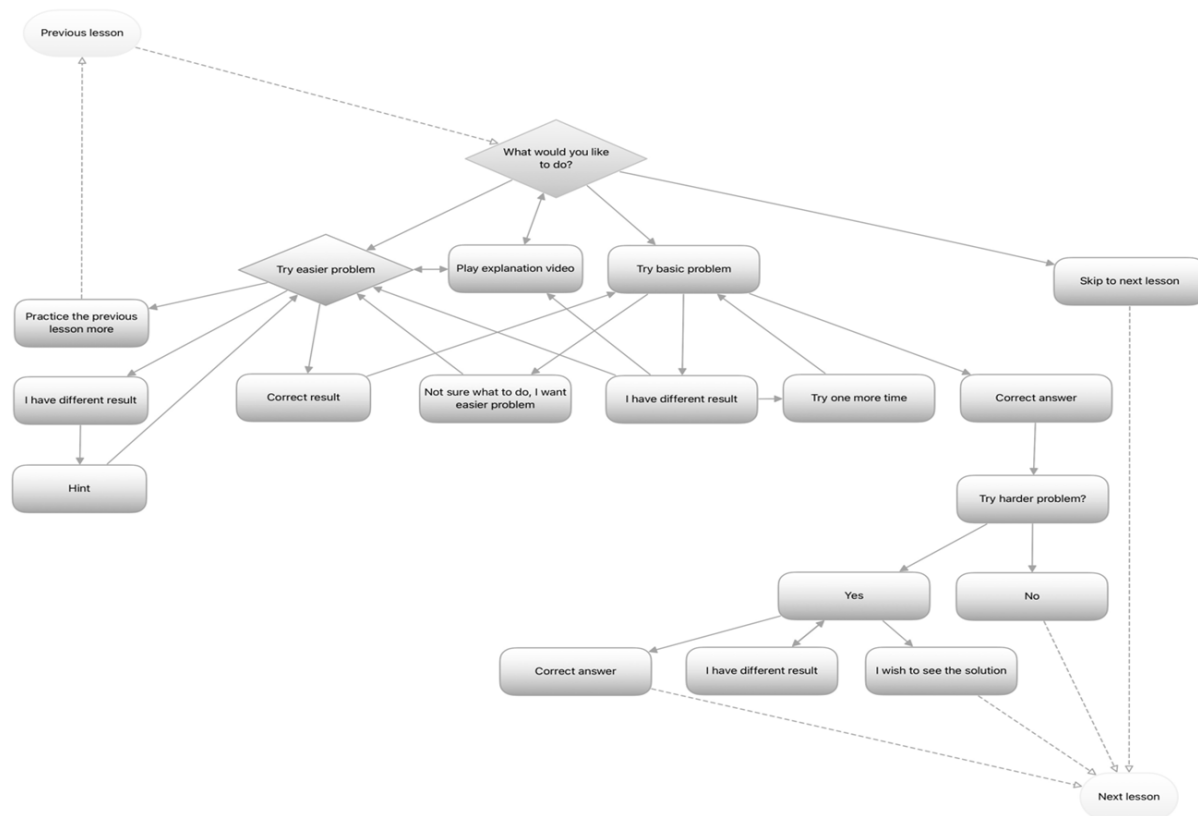 Previous lesson
What would you like
to do?
Try easier problem
Play explanation video
Try basic problem
Skip to next lesson
Practice the previous
lesson more
I have different result
Correct result
Not sure what to do, I want
easier problem
I have different result
Try one more time
Correct answer
Hint
Try harder problem?
Yes
No
Correct answer
I have different result
I wish to see the solution
Next lesson